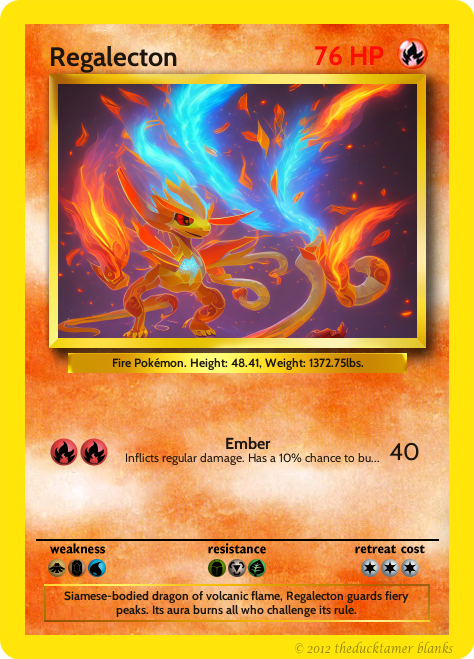 Regalecton
76 HP
Fire Pokémon. Height: 48.41, Weight: 1372.75lbs.
Ember
Inflicts regular damage. Has a 10% chance to bu...
40
weakness
resistance
retreat cost
Siamese-bodied dragon of volcanic flame, Regalecton guards fiery
peaks. Its aura burns all who challenge its rule.
© 2012 theducktamer blanks